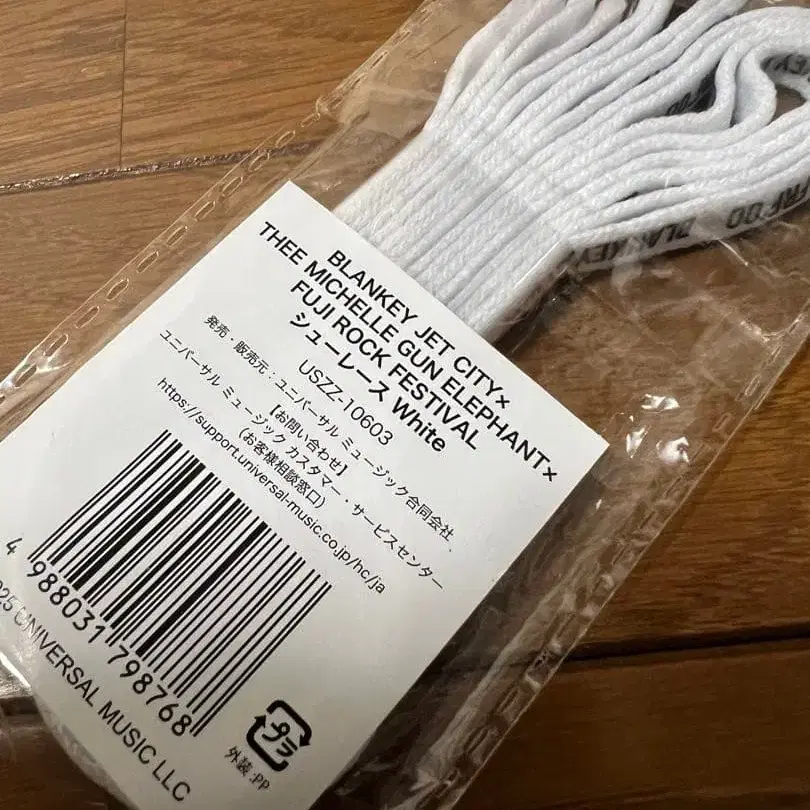 BLANKEY JET CITY×
THEE MICHELLE GUN ELEPHANT×
FUJI ROCK FESTIVAL
シューレース White
USZZ-10603
発売・販売元：ユニバーサル ミュージック合同会社、
【お問い合わせ】
ユニバーサル ミュージック カスタマー・サービスセンター
(お客様相談窓口)
https://support.universal-music.co.jp/hc/ja
4 988031 798768
25 UNIVERSAL MUSIC LLC
プラ
外装:PP
BLANKEY